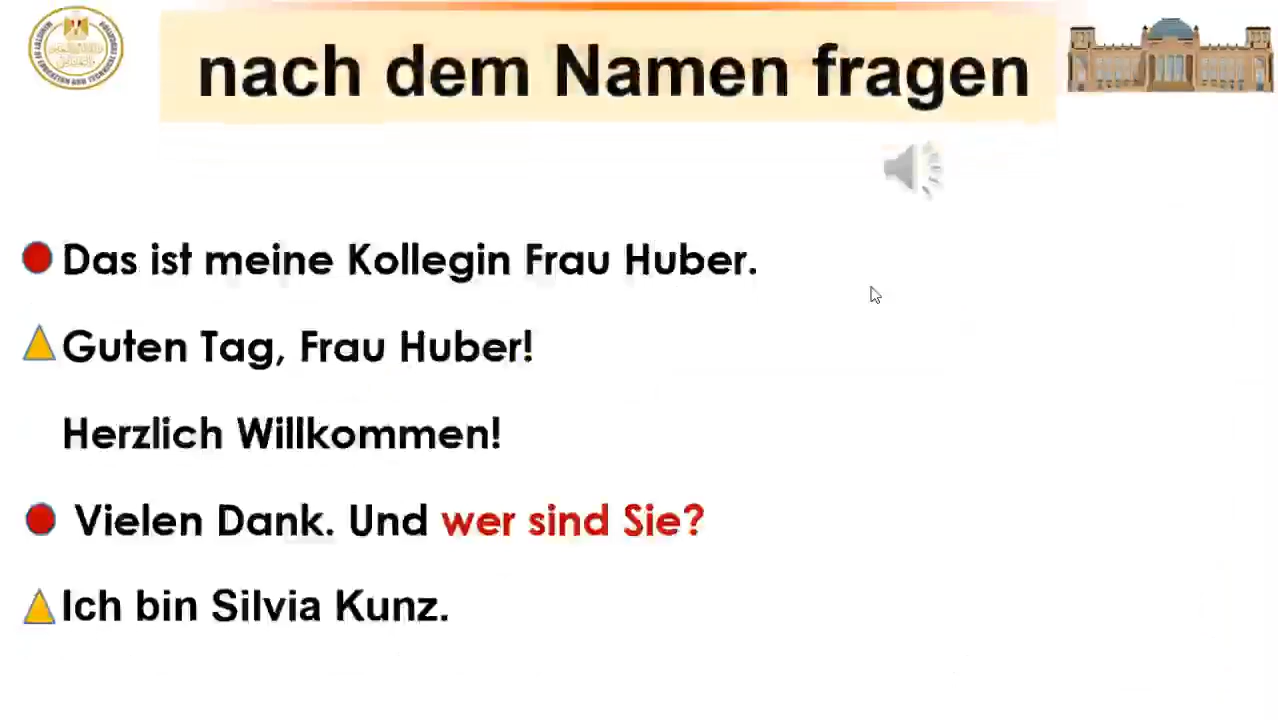 nach dem Namen fragen
Das ist meine Kollegin Frau Huber.
Guten Tag, Frau Huber!
Herzlich Willkommen!
Vielen Dank. Und wer sind Sie?
Ich bin Silvia Kunz.